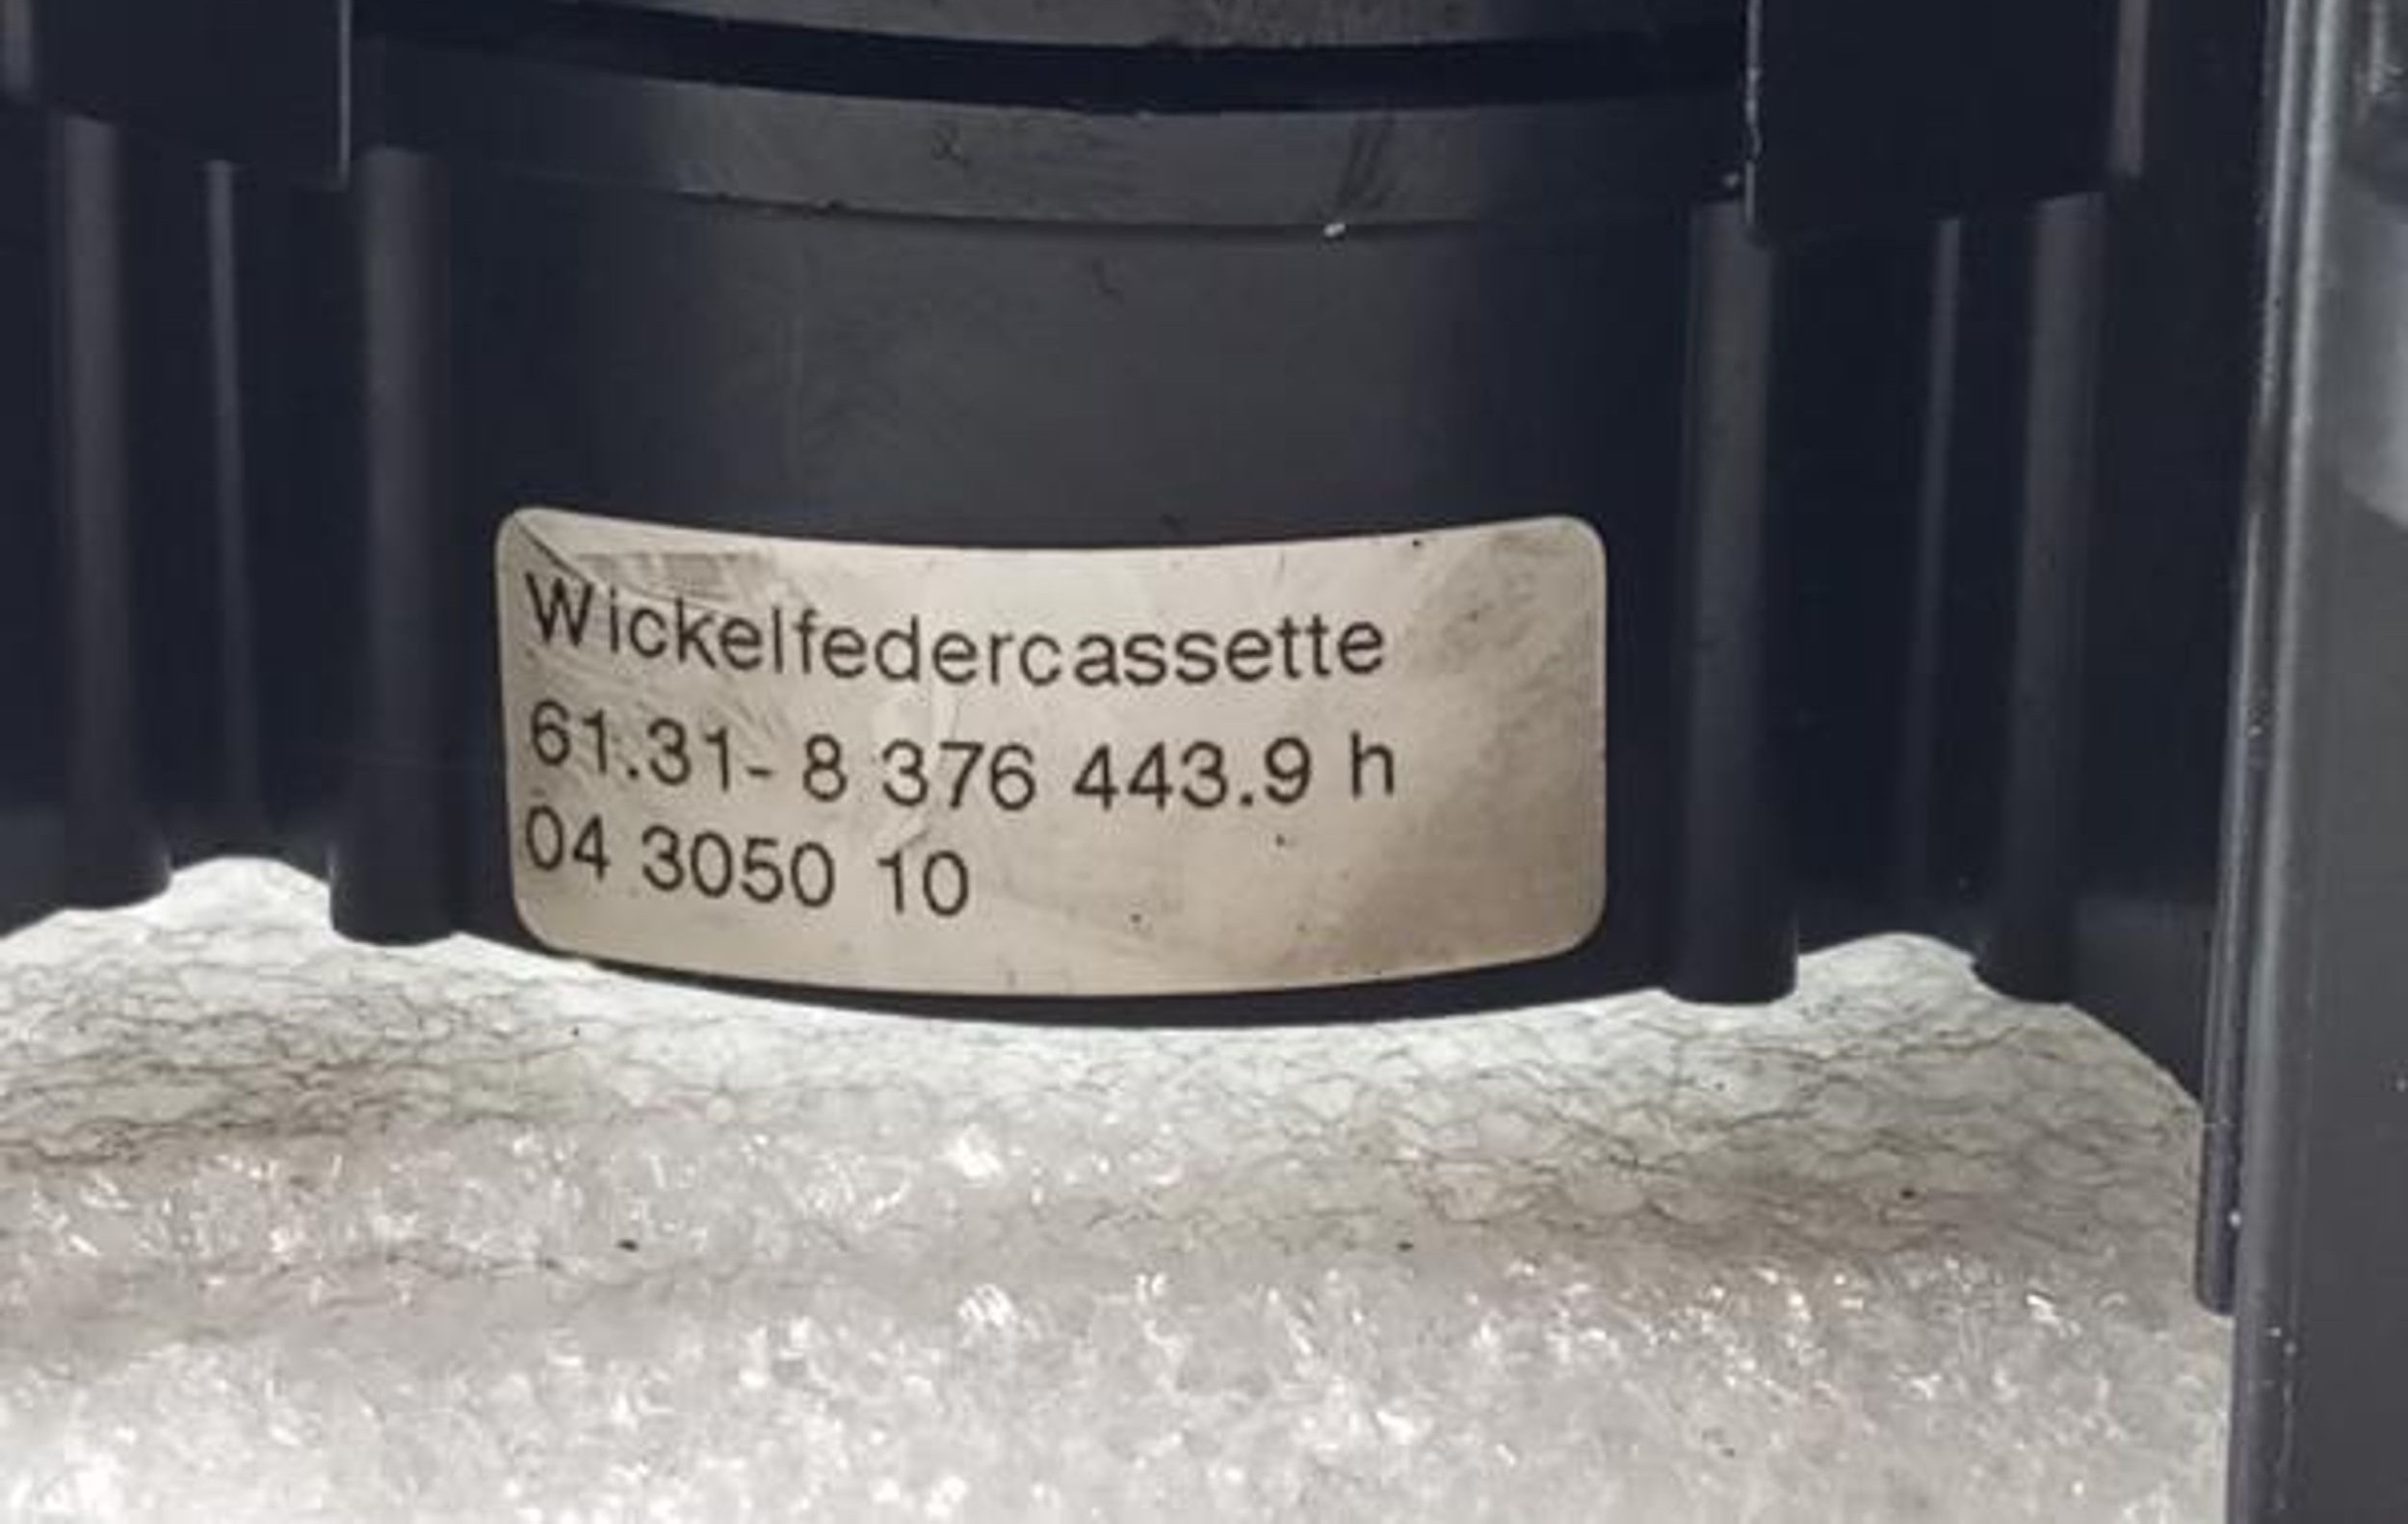 Wickelfedercassette
61.31- 8 376 443.9 h
04 3050 10